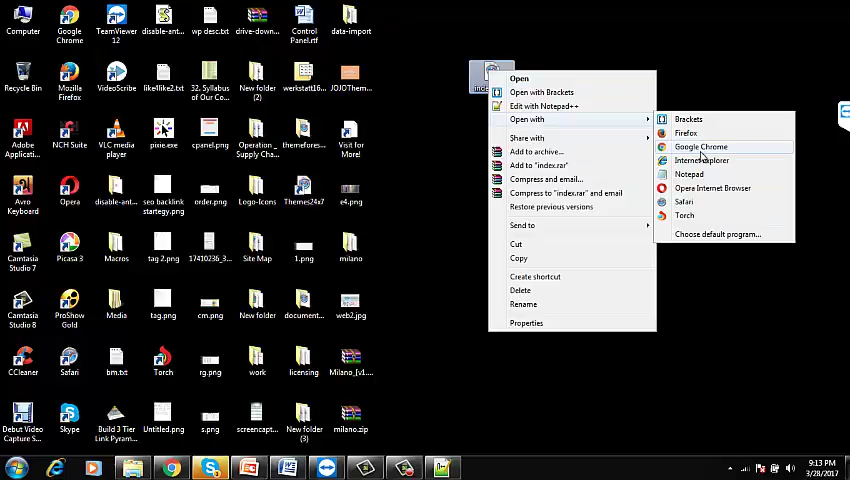 Computer
Google
Chrome
TeamViewer
12
disable-ant...
wp desc.txt
drive-down...
Control
Panel.rtf
data-import
Recycle Bin
Mozilla
Firefox
VideoScribe
like4like2.txt
32. Syllabus
of Our Co...
New folder
(2)
werkstatt16...
JOJOThem...
Adobe
Applicati...
NCH Suite
VLC media
player
pixie.exe
cpanel.png
Operation_
_Supply Cha...
themefores...
Visit for
More!
Avro
Keyboard
Opera
disable-ant...
seo backlink
startegy.png
order.png
Logo-Icons
Themes24x7
e4.png
Camtasia
Studio 7
Picasa 3
Macros
tag 2.png
17410236_3...
Site Map
1.png
milano
Camtasia
Studio 8
ProShow
Gold
Media
tag.png
cm.png
New folder
document...
web2.jpg
CCleaner
Safari
bm.txt
Torch
rg.png
work
licensing
Milano_[v1....
Debut Video
Capture S...
Skype
Build 3 Tier
Link Pyram...
Untitled.png
s.png
screencapt...
New folder
(3)
milano.zip
Open
Open with Brackets
Edit with Notepad++
Open with
Share with
Add to archive...
Add to "index.rar"
Compress and email...
Compress to "index.rar" and email
Restore previous versions
Send to
Cut
Copy
Create shortcut
Delete
Rename
Properties
Brackets
Firefox
Google Chrome
Internet Explorer
Notepad
Opera Internet Browser
Safari
Torch
Choose default program...
9:13 PM
3/28/2017